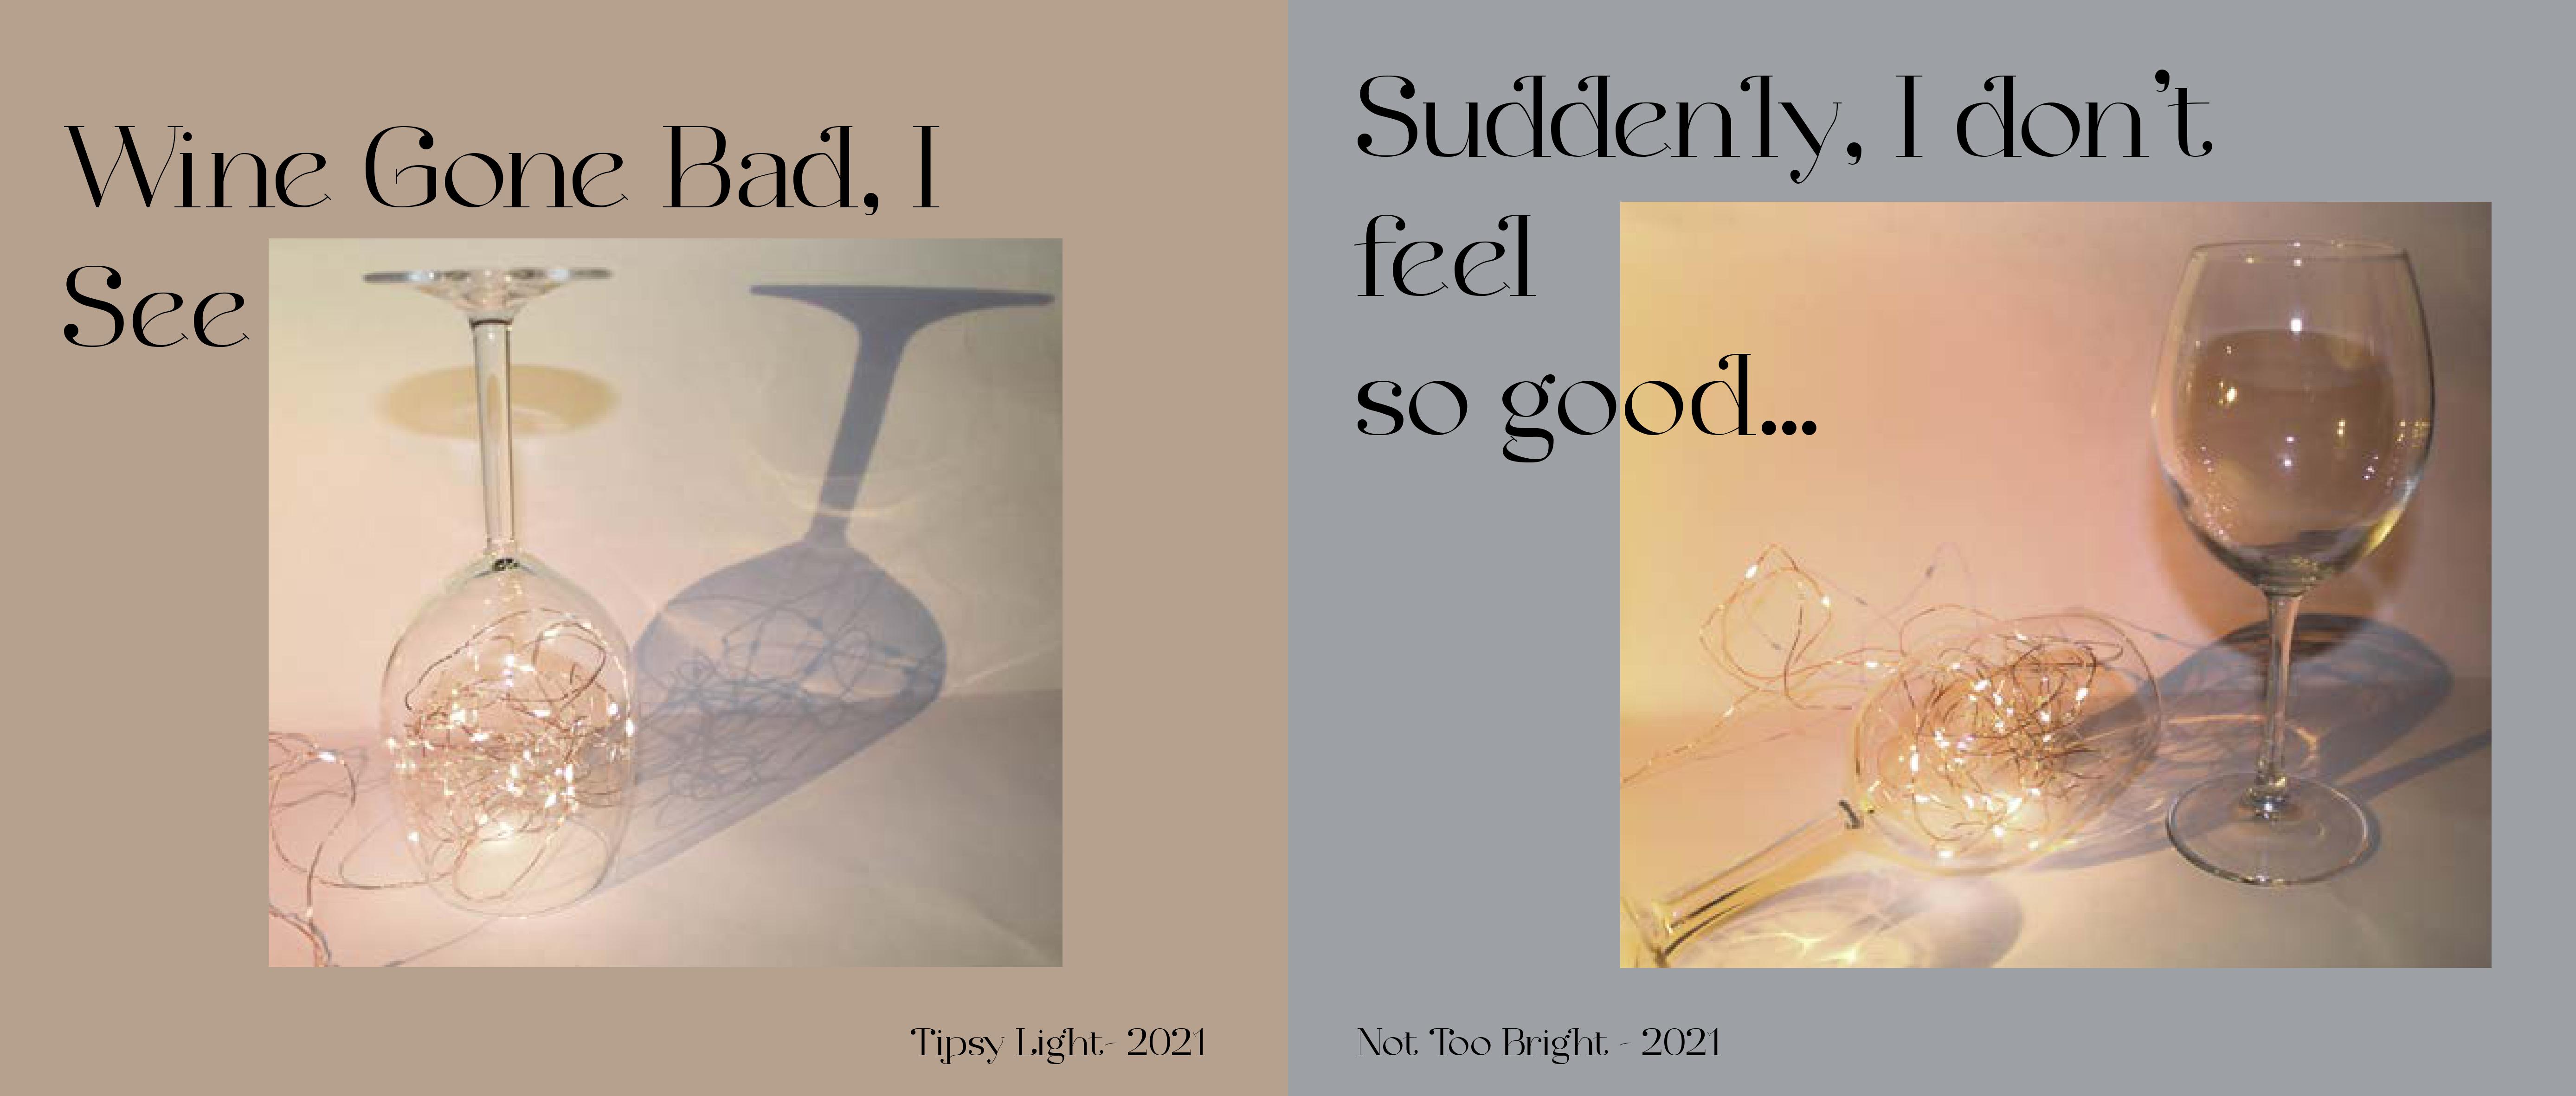 Wine Gone Bad, I
See
Tipsy Light- 2021
Suddenly, I don't
feel
so good...
Not Too Bright - 2021